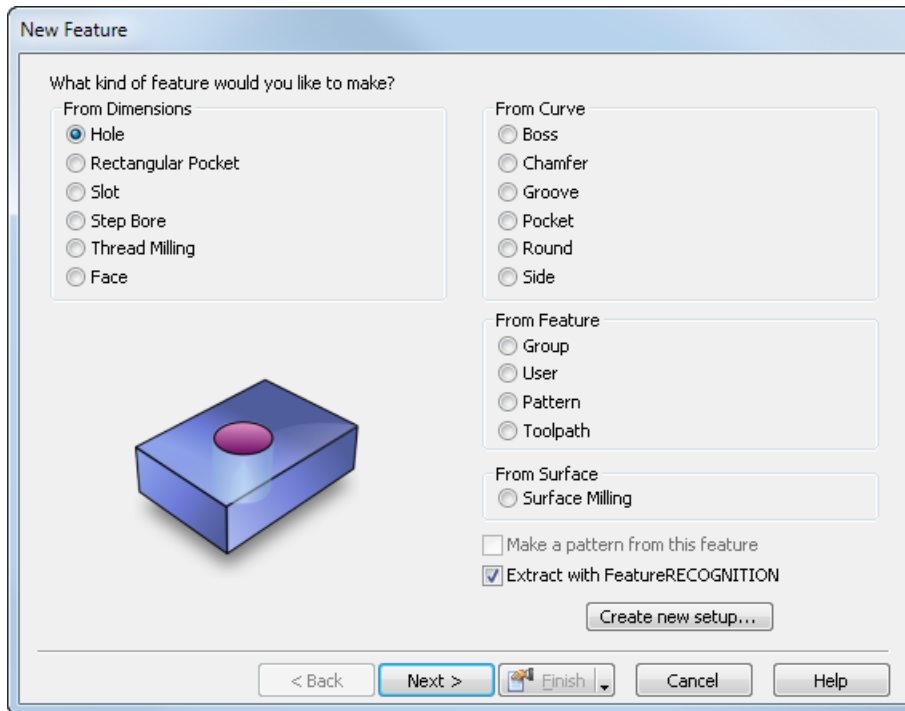 New Feature
What kind of feature would you like to make?
From Dimensions
Hole
Rectangular Pocket
Slot
Step Bore
Thread Milling
Face
From Curve
Boss
Chamfer
Groove
Pocket
Round
Side
From Feature
Group
User
Pattern
Toolpath
From Surface
Surface Milling
Make a pattern from this feature
Extract with FeatureRECOGNITION
Create new setup...
< Back
Next >
Finish
Cancel
Help